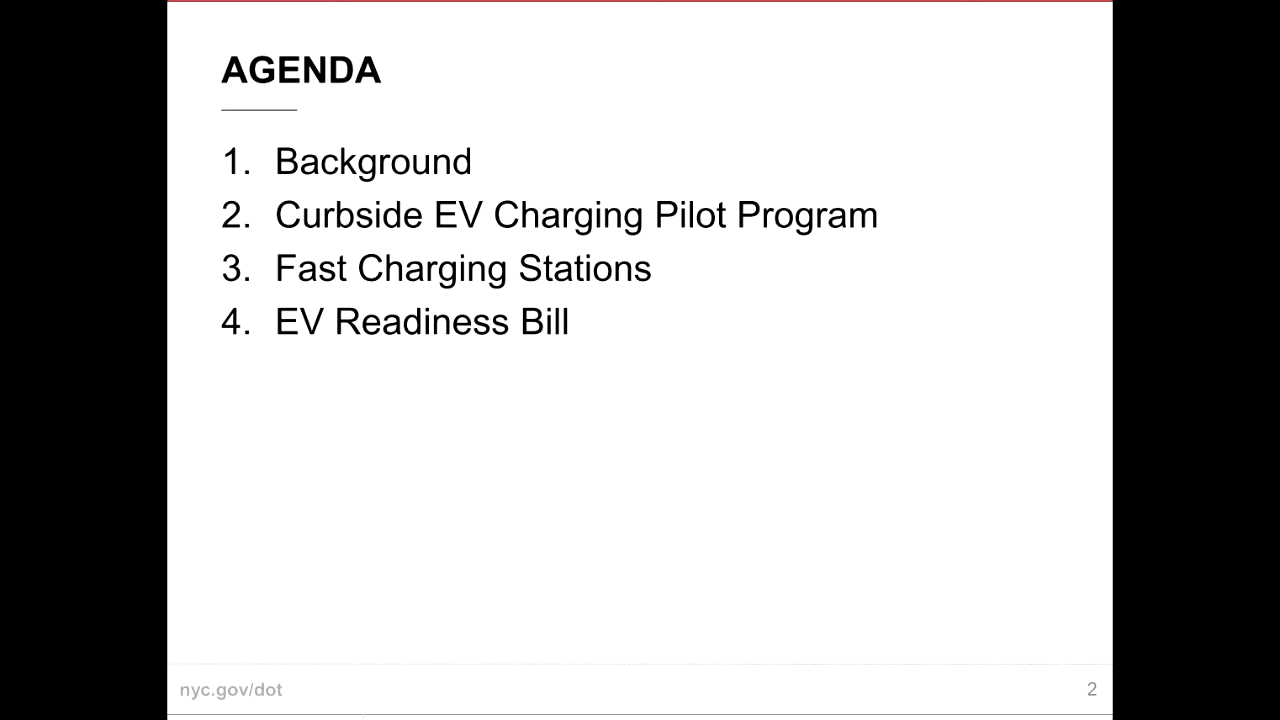 AGENDA
1. Background
2. Curbside EV Charging Pilot Program
3. Fast Charging Stations
4. EV Readiness Bill
nyc.gov/dot
2